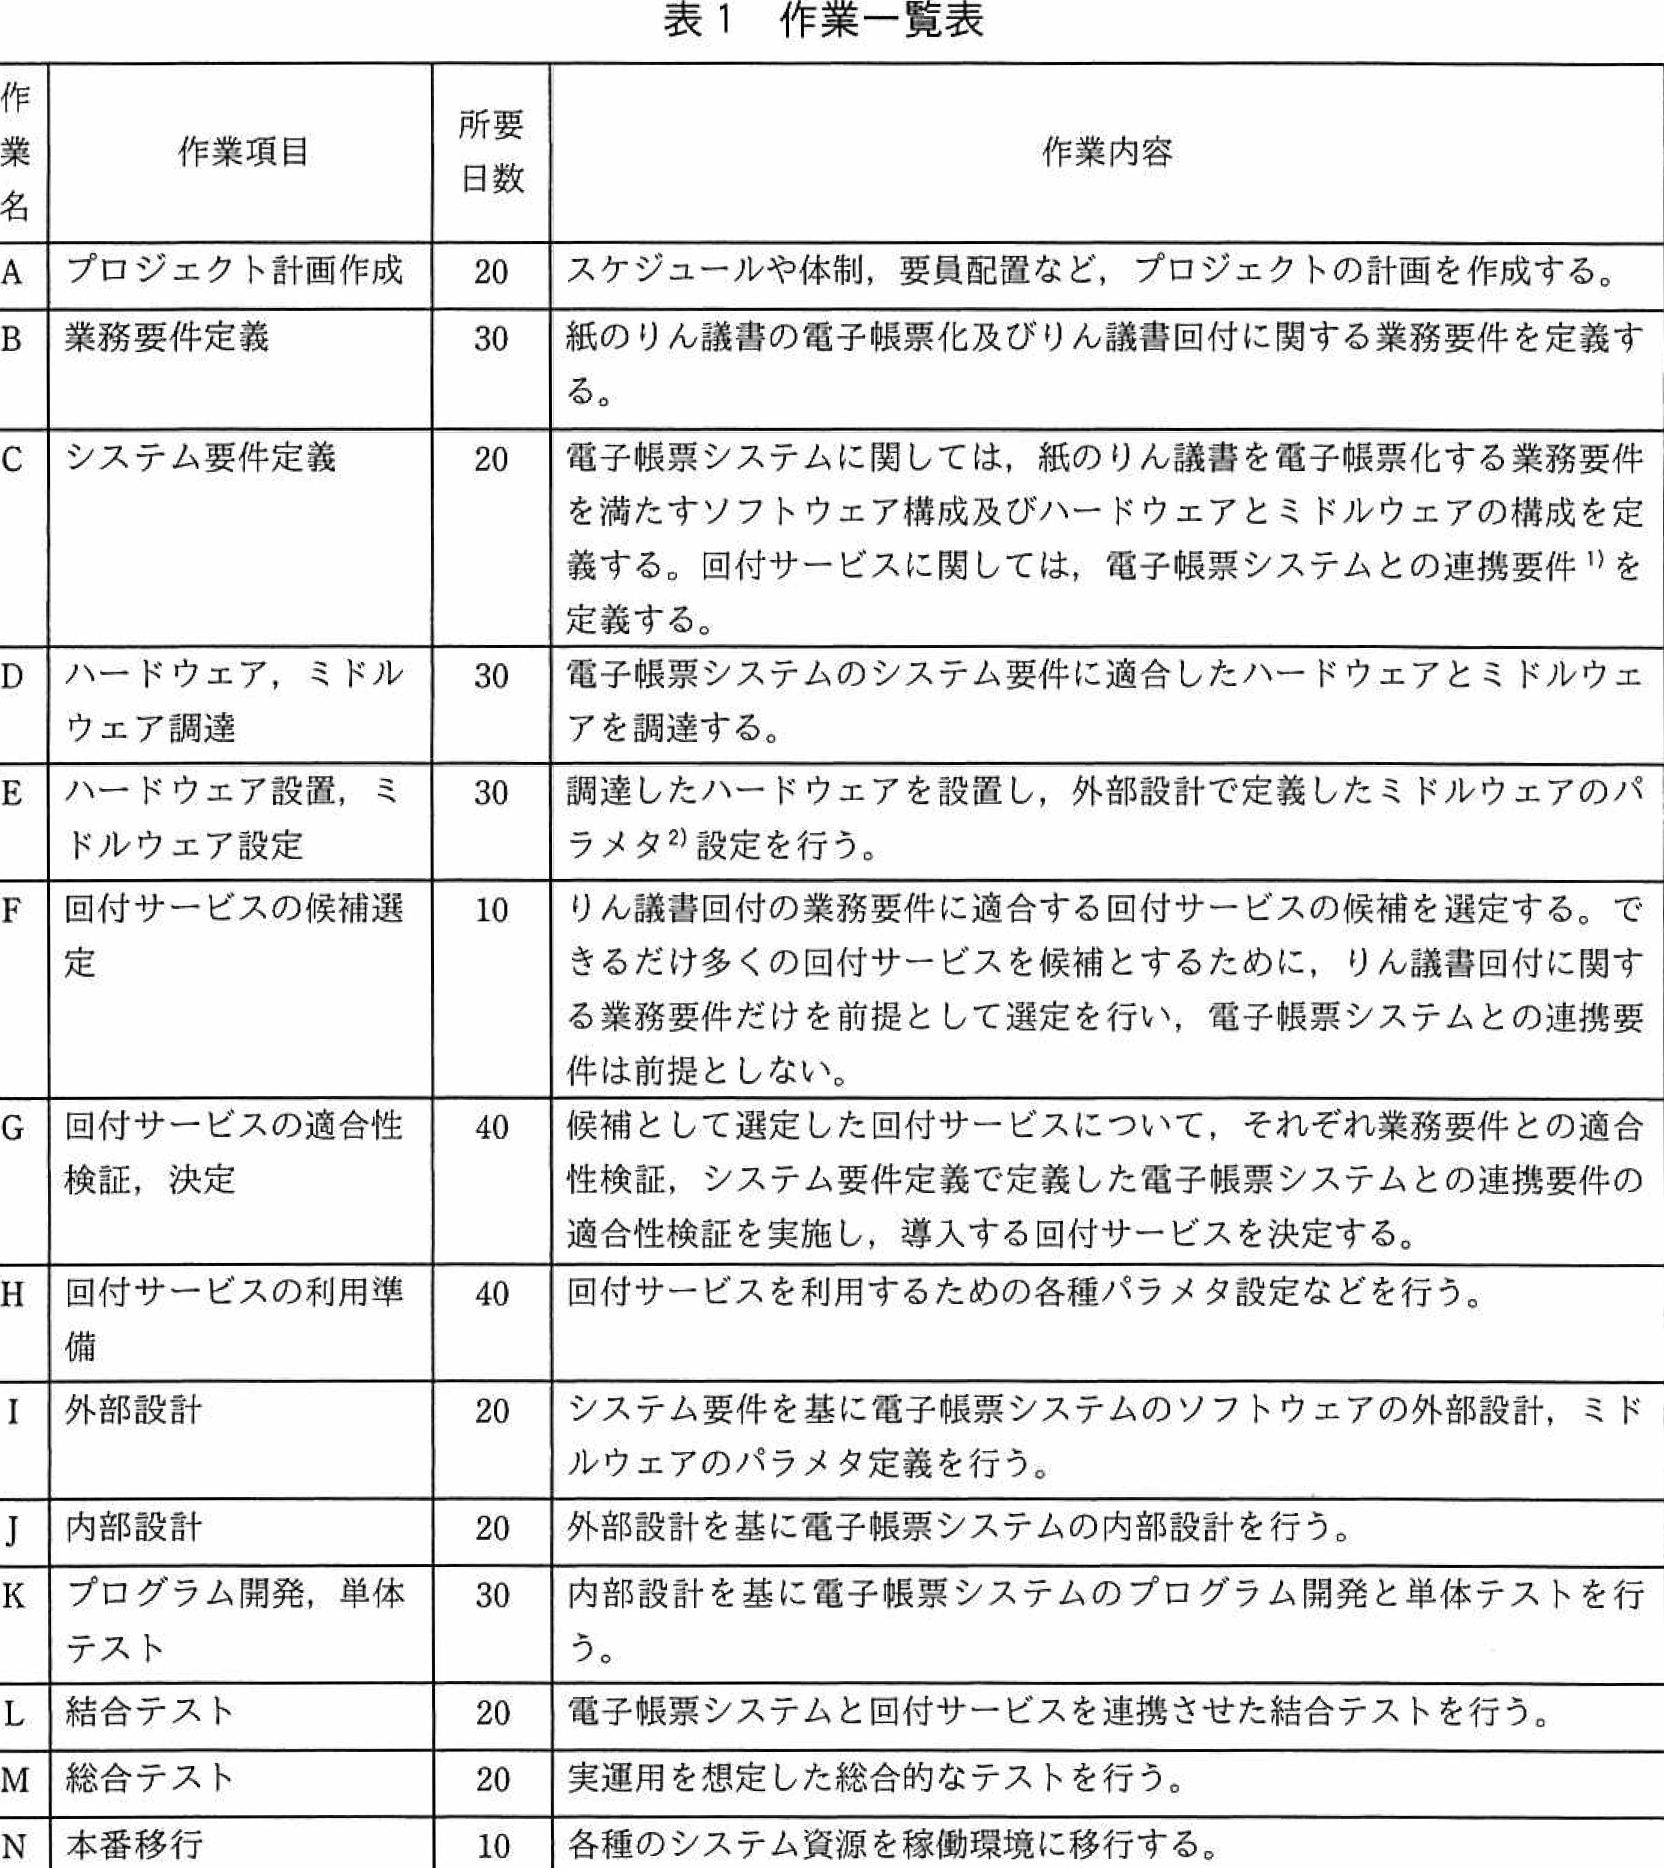 表1 作業一覧表
作
業
名
作業項目
所要
日数
作業内容
A プロジェクト計画作成 20 スケジュールや体制，要員配置など，プロジェクトの計画を作成する。
B 業務要件定義 30 紙のりん議書の電子帳票化及びりん議書回付に関する業務要件を定義す
る。
C システム要件定義 20 電子帳票システムに関しては，紙のりん議書を電子帳票化する業務要件
を満たすソフトウェア構成及びハードウェアとミドルウェアの構成を定
義する。回付サービスに関しては，電子帳票システムとの連携要件1)を
定義する。
D ハードウェア，ミドル 30 電子帳票システムのシステム要件に適合したハードウェアとミドルウェ
ウェア調達 アを調達する。
E ハードウェア設置，ミ 30 調達したハードウェアを設置し，外部設計で定義したミドルウェアのパ
ドルウェア設定 ラメタ2)設定を行う。
F 回付サービスの候補選 10 りん議書回付の業務要件に適合する回付サービスの候補を選定する。で
定 きるだけ多くの回付サービスを候補とするために，りん議書回付に関す
る業務要件だけを前提として選定を行い，電子帳票システムとの連携要
件は前提としない。
G 回付サービスの適合性 40 候補として選定した回付サービスについて，それぞれ業務要件との適合
検証，決定 性検証，システム要件定義で定義した電子帳票システムとの連携要件の
適合性検証を実施し，導入する回付サービスを決定する。
H 回付サービスの利用準 40 回付サービスを利用するための各種パラメタ設定などを行う。
備
I 外部設計 20 システム要件を基に電子帳票システムのソフトウェアの外部設計，ミド
ルウェアのパラメタ定義を行う。
J 内部設計 20 外部設計を基に電子帳票システムの内部設計を行う。
K プログラム開発，単体 30 内部設計を基に電子帳票システムのプログラム開発と単体テストを行
テスト う。
L 結合テスト 20 電子帳票システムと回付サービスを連携させた結合テストを行う。
M 総合テスト 20 実運用を想定した総合的なテストを行う。
N 本番移行 10 各種のシステム資源を稼働環境に移行する。